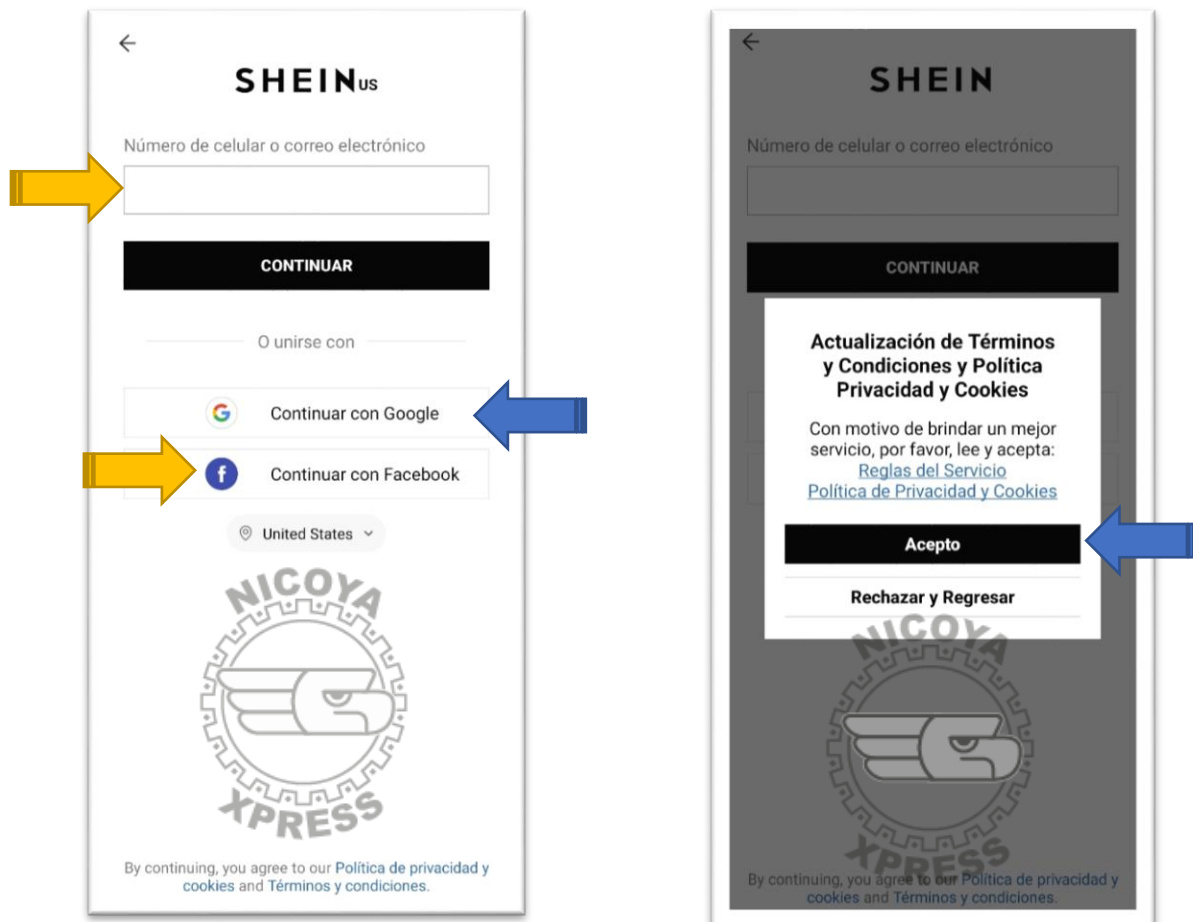 SHEIN US
Número de celular o correo electrónico
CONTINUAR
O unirse con
G Continuar con Google
f Continuar con Facebook
United States
NICOYA
XPRESS
By continuing, you agree to our Política de privacidad y
cookies and Términos y condiciones.
SHEIN
Número de celular o correo electrónico
CONTINUAR
Actualización de Términos
y Condiciones y Política
Privacidad y Cookies
Con motivo de brindar un mejor
servicio, por favor, lee y acepta:
Reglas del Servicio
Política de Privacidad y Cookies
Acepto
Rechazar y Regresar
NICOYA
XPRESS
By continuing, you agree to our Política de privacidad y
cookies and Términos y condiciones.